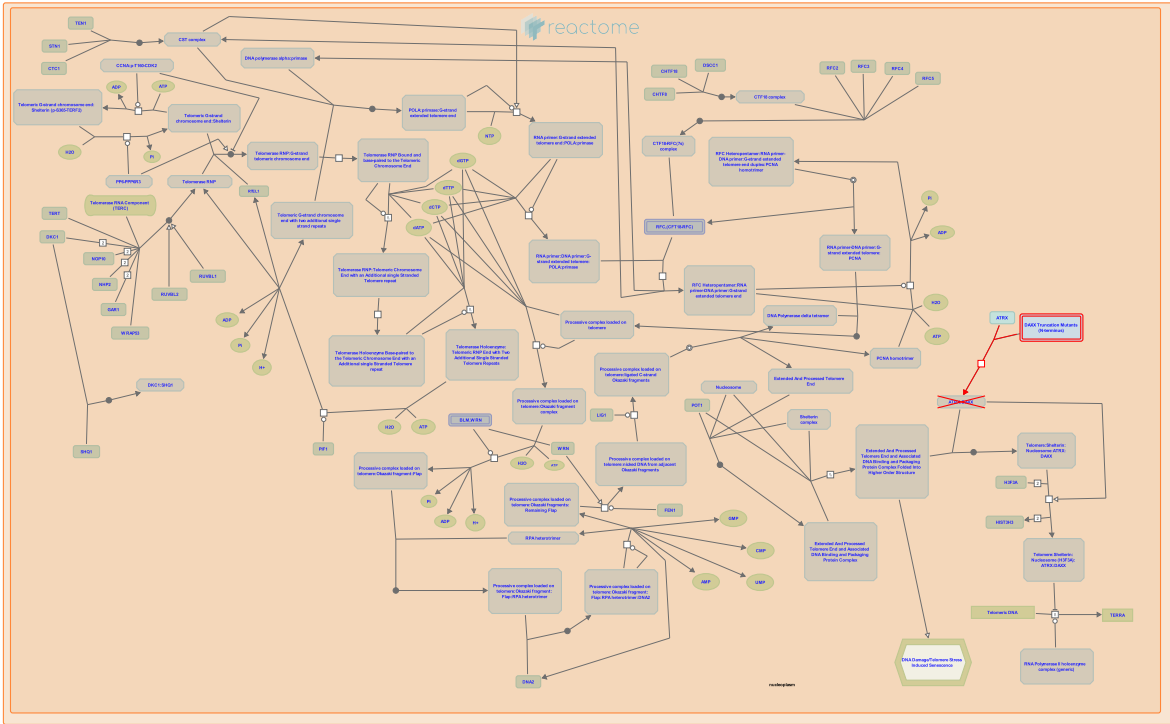 reactome
TEN1
STN1
CTC1
CST complex
DNA polymerase alpha:primase
CCNA:p-T160-CDK2
ADP
ATP
Telomeric G-strand chromosome end:
Shelterin (p-S365-TERF2)
Telomeric G-strand
chromosome end:Shelterin
H2O
Pi
PP6-PPP6R3
Telomerase RNP:G-strand
telomeric chromosome end
Telomerase RNP Bound and
base-paired to the Telomeric
Chromosome End
POLA primase:G-strand
extended telomere end
NTP
RNA primer:G-strand extended
telomere end:POLA:primase
CHTF18
DSCC1
CHTF8
CTF18 complex
RFC2
RFC3
RFC4
RFC5
RFC Heteropentamer:RNA primer-
DNA primer:G-strand extended
telomere end duplex:PCNA
homotrimer
RFC,(CTF18-RFC)
Telomerase RNP
RTEL1
Telomerase RNA Component
(TERC)
TERT
DKC1
NOP10
NHP2
GAR1
WRAP53
2
2
2
2
RUVBL2
RUVBL1
Telomeric G-strand chromosome
end with two additional single
strand repeats
dGTP
dTTP
dCTP
dATP
Pi
ADP
RNA primer-DNA primer: G-
strand extended telomere:
PCNA
RNA primer:DNA primer:G-
strand extended telomere:
POLA:primase
Telomerase RNP:Telomeric Chromosome
End with an Additional single Stranded
Telomere repeat
RFC Heteropentamer:RNA
primer-DNA primer:G-strand
extended telomere end
H2O
ATP
DNA Polymerase delta tetramer
PCNA homotrimer
Processive complex loaded on
telomere
ADP
Pi
H+
Telomerase Holoenzyme Base-paired to
the Telomeric Chromosome End with an
Additional single Stranded Telomere
repeat
Telomerase Holoenzyme:
Telomeric RNP End with Two
Additional Single Stranded
Telomere Repeats
ATRX
DAXX Truncation Mutants
(N-terminus)
ATRX:DAXX
Processive complex loaded on
telomere:ligated C-strand
Okazaki fragments
Extended And Processed Telomere
End
DKC1:SHQ1
SHQ1
PIF1
H2O
ATP
BLM,WRN
Processive complex loaded on
telomere:Okazaki fragment
complex
LIG1
POT1
Nucleosome
Shelterin
complex
WRN
H2O
ATP
Processive complex loaded on
telomere:Okazaki fragment:Flap
Pi
ADP
H+
Processive complex loaded on
telomere:nicked DNA from adjacent
Okazaki fragments
Processive complex loaded on
telomere:Okazaki fragments:
Remaining Flap
FEN1
RPA heterotrimer
GMP
CMP
UMP
AMP
Extended And Processed
Telomere End and Associated
DNA Binding and Packaging
Protein Complex Folded Into
Higher Order Structure
Extended And Processed
Telomere End and Associated
DNA Binding and Packaging
Protein Complex
Telomere:Shelterin:
Nucleosome:ATRX:
DAXX
H3F3A
2
HIST3H3
2
Telomere:Shelterin:
Nucleosome (H3F3A):
ATRX:DAXX
Telomeric DNA
TERRA
RNA Polymerase II holoenzyme
complex (generic)
Processive complex loaded on
telomere:Okazaki fragment:
Flap:RPA heterotrimer
Processive complex loaded on
telomere:Okazaki fragment:
Flap:RPA heterotrimer:DNA2
DNA2
DNA Damage/Telomere Stress
Induced Senescence
nucleoplasm